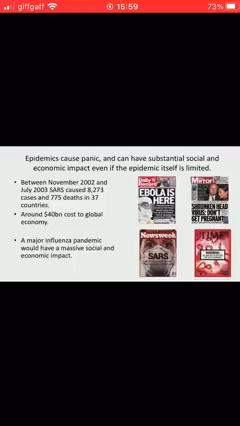 giffgaff 15:59 73%
Epidemics cause panic, and can have substantial social and
economic impact even if the epidemic itself is limited.
• Between November 2002 and
July 2003 SARS caused 8,273
cases and 775 deaths in 37
countries.
• Around $40bn cost to global
economy.
• A major influenza pandemic
would have a massive social and
economic impact.
Daily Record
EBOLA IS
HERE
Mirror
SHRUNKEN HEAD
VIRUS: DON'T
GET PREGNANT
Newsweek
SARS
TIME